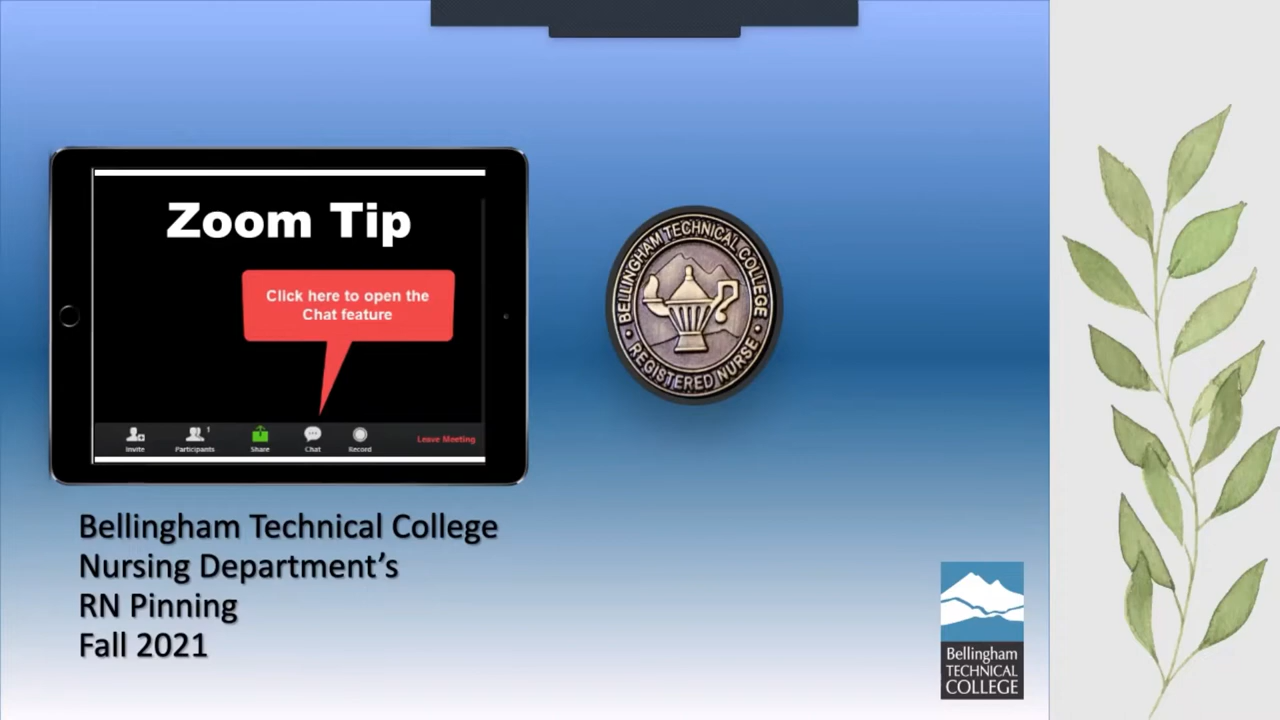 Zoom Tip
Click here to open the
Chat feature
1
Invite
Participants
Share
Chat
Record
Leave Meeting
BELLINGHAM TECHNICAL COLLEGE
• REGISTERED NURSE •
Bellingham Technical College
Nursing Department’s
RN Pinning
Fall 2021
Bellingham
TECHNICAL
COLLEGE